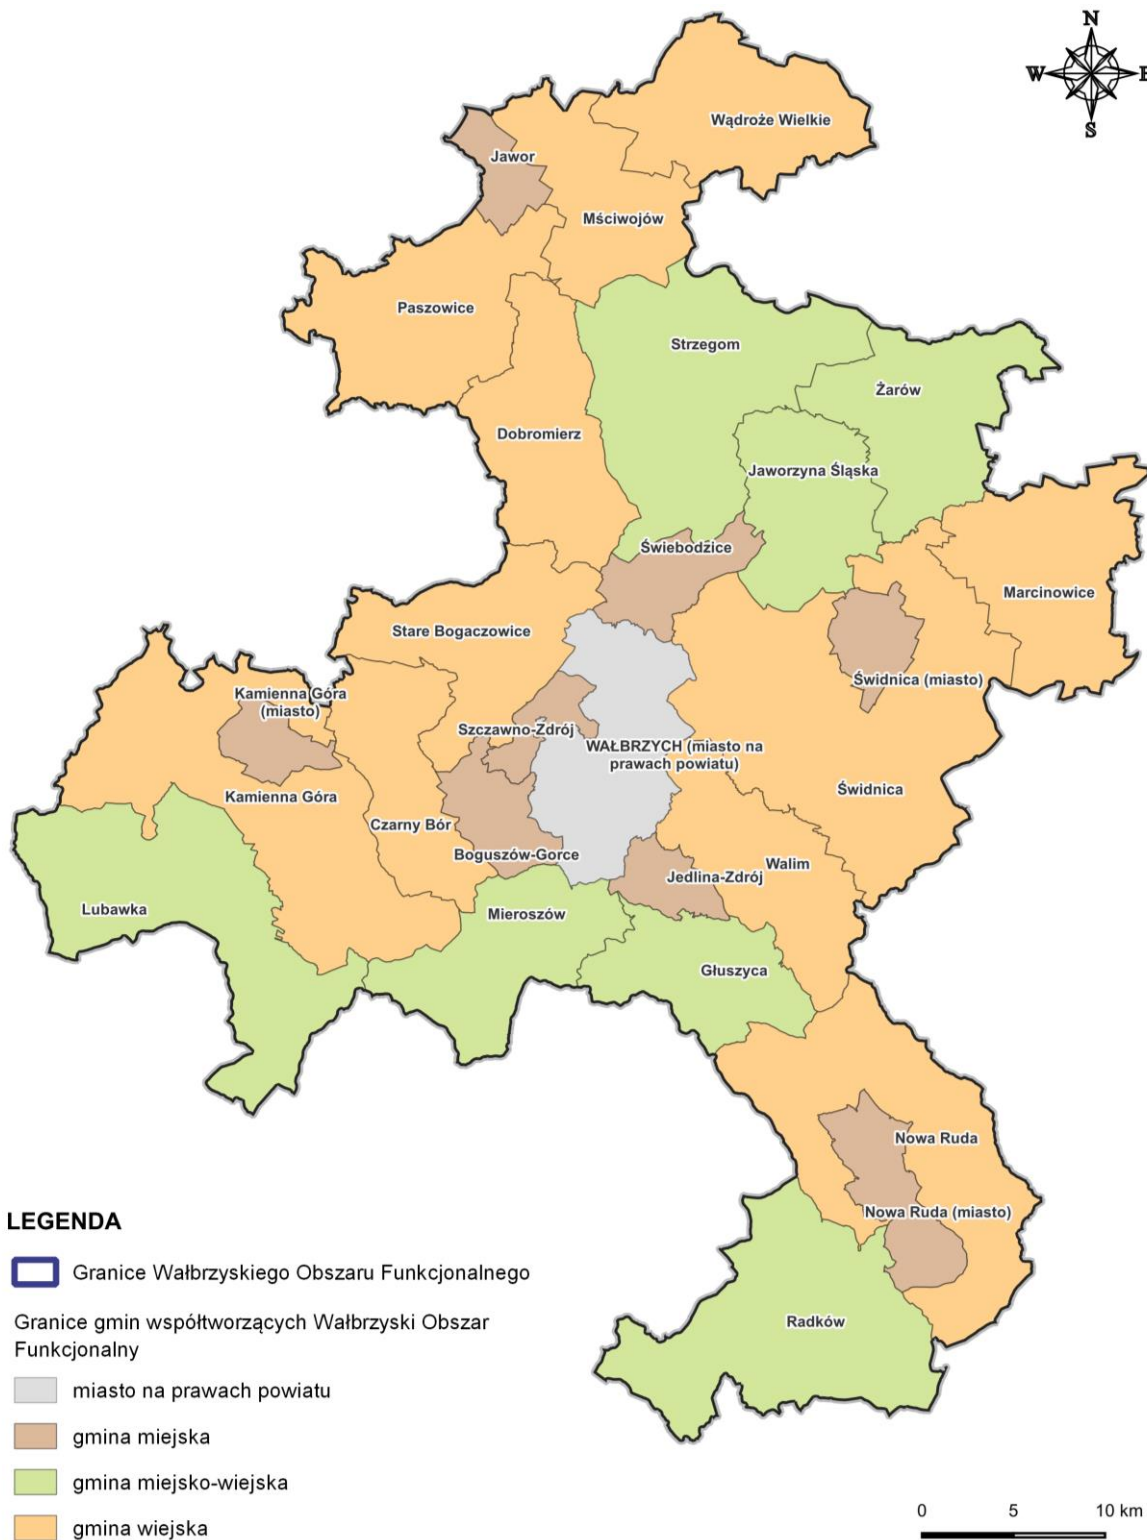 N
W
E
S
Wądroże Wielkie
Jawor
Mściwojów
Paszowice
Strzegom
Żarów
Dobromierz
Jaworzyna Śląska
Świebodzice
Marcinowice
Stare Bogaczowice
Świdnica (miasto)
Kamienna Góra
(miasto)
Szczawno-Zdrój
WAŁBRZYCH (miasto na
prawach powiatu)
Świdnica
Kamienna Góra
Czarny Bór
Boguszów-Gorce
Walim
Jedlina-Zdrój
Lubawka
Mieroszów
Głuszyca
Nowa Ruda
Nowa Ruda (miasto)
Radków
LEGENDA
Granice Wałbrzyskiego Obszaru Funkcjonalnego
Granice gmin współtworzących Wałbrzyski Obszar
Funkcjonalny
miasto na prawach powiatu
gmina miejska
gmina miejsko-wiejska
gmina wiejska
0 5 10 km